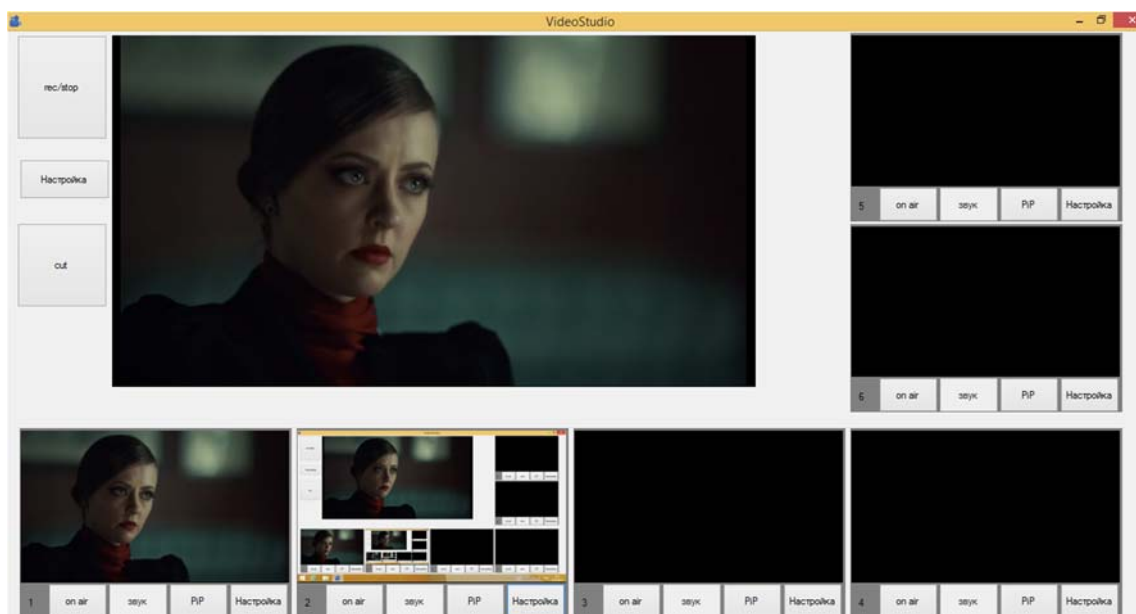 VideoStudio
rec/stop
Настройка
cut
5 on air звук PiP Настройка
6 on air звук PiP Настройка
1 on air звук PiP Настройка
2 on air звук PiP Настройка
3 on air звук PiP Настройка
4 on air звук PiP Настройка